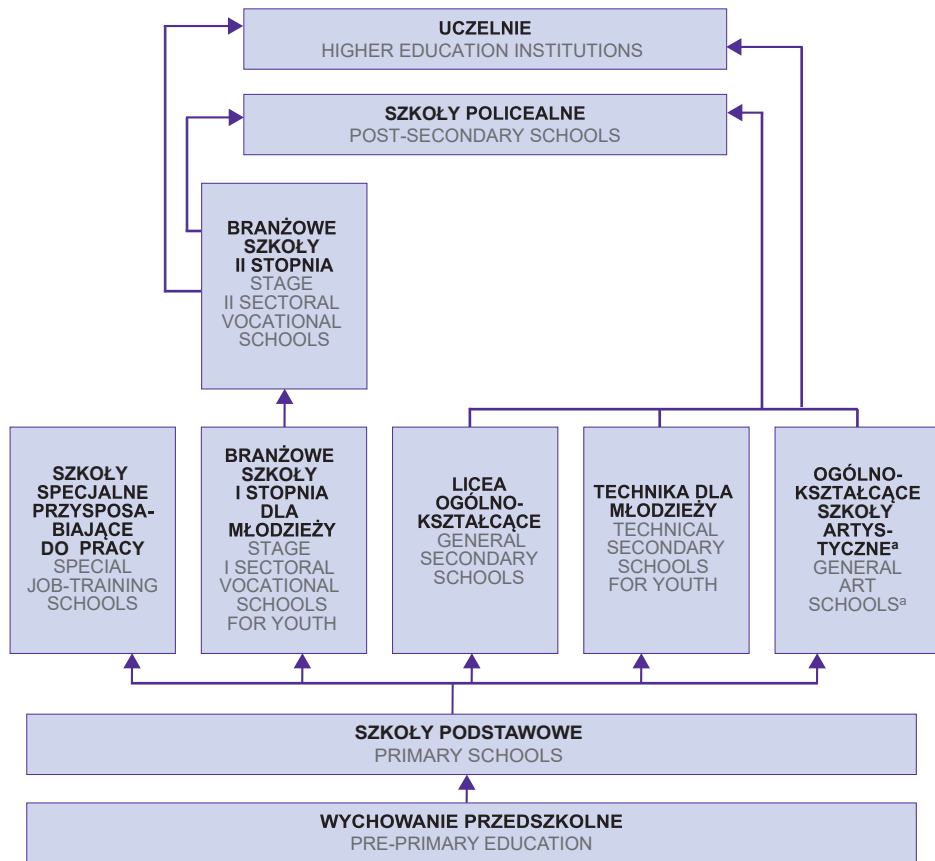 UCZELNIE
HIGHER EDUCATION INSTITUTIONS
SZKOŁY POLICEALNE
POST-SECONDARY SCHOOLS
BRANŻOWE
SZKOŁY
II STOPNIA
STAGE
II SECTORAL
VOCATIONAL
SCHOOLS
SZKOŁY
SPECJALNE
PRZYSPOSA-
BIAJĄCE
DO PRACY
SPECIAL
JOB-TRAINING
SCHOOLS
BRANŻOWE
SZKOŁY
I STOPNIA
DLA
MŁODZIEŻY
STAGE
I SECTORAL
VOCATIONAL
SCHOOLS
FOR YOUTH
LICEA
OGÓLNO-
KSZTAŁCĄCE
GENERAL
SECONDARY
SCHOOLS
TECHNIKA DLA
MŁODZIEŻY
TECHNICAL
SECONDARY
SCHOOLS
FOR YOUTH
OGÓLNO-
KSZTAŁCĄCE
SZKOŁY
ARTYS-
TYCZNEᵃ
GENERAL
ART
SCHOOLSᵃ
SZKOŁY PODSTAWOWE
PRIMARY SCHOOLS
WYCHOWANIE PRZEDSZKOLNE
PRE-PRIMARY EDUCATION